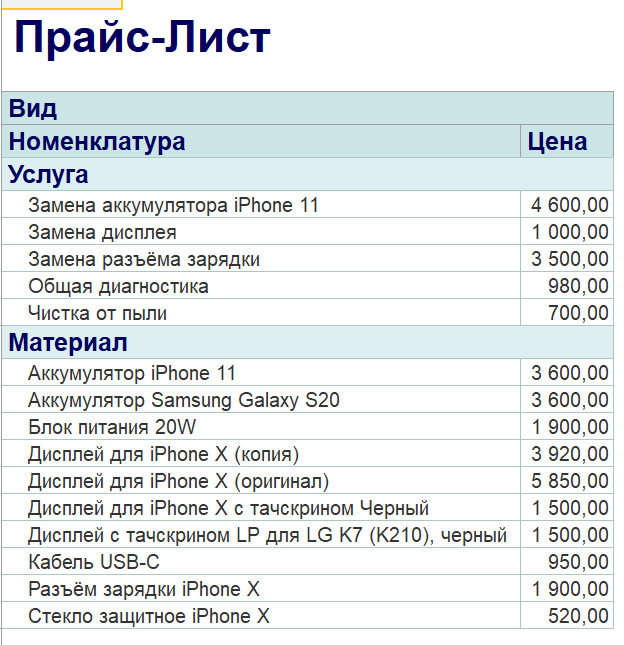 Прайс-Лист
Вид
Номенклатура Цена
Услуга
Замена аккумулятора iPhone 11 4 600,00
Замена дисплея 1 000,00
Замена разъёма зарядки 3 500,00
Общая диагностика 980,00
Чистка от пыли 700,00
Материал
Аккумулятор iPhone 11 3 600,00
Аккумулятор Samsung Galaxy S20 3 600,00
Блок питания 20W 1 900,00
Дисплей для iPhone X (копия) 3 920,00
Дисплей для iPhone X (оригинал) 5 850,00
Дисплей для iPhone X с тачскрином Черный 1 500,00
Дисплей с тачскрином LP для LG K7 (K210), черный 1 500,00
Кабель USB-C 950,00
Разъём зарядки iPhone X 1 900,00
Стекло защитное iPhone X 520,00